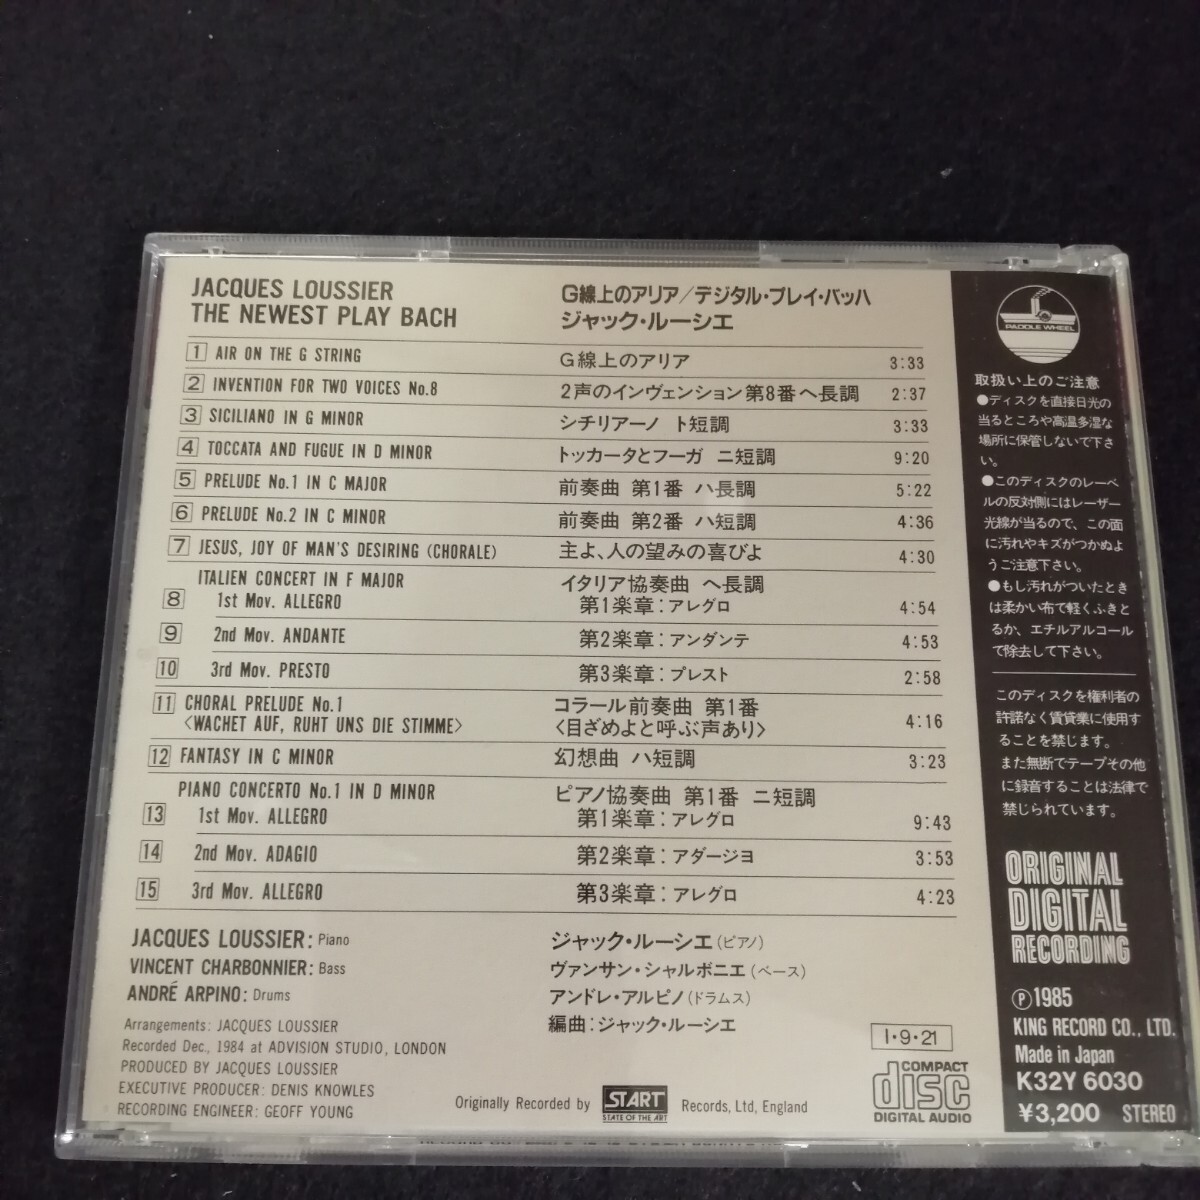 JACQUES LOUSSIER
THE NEWEST PLAY BACH
G線上のアリア/デジタル・プレイ・バッハ
ジャック・ルーシエ
1 AIR ON THE G STRING G線上のアリア 3:33
2 INVENTION FOR TWO VOICES No.8 2声のインヴェンション第8番ヘ長調 2:37
3 SICILIANO IN G MINOR シチリアーノ ト短調 3:33
4 TOCCATA AND FUGUE IN D MINOR トッカータとフーガ ニ短調 9:20
5 PRELUDE No.1 IN C MAJOR 前奏曲 第1番 ハ長調 5:22
6 PRELUDE No.2 IN C MINOR 前奏曲 第2番 ハ短調 4:36
7 JESUS, JOY OF MAN'S DESIRING (CHORALE) 主よ、人の望みの喜びよ 4:30
ITALIEN CONCERT IN F MAJOR イタリア協奏曲 ヘ長調
8 1st Mov. ALLEGRO 第1楽章:アレグロ 4:54
9 2nd Mov. ANDANTE 第2楽章:アンダンテ 4:53
10 3rd Mov. PRESTO 第3楽章:プレスト 2:58
11 CHORAL PRELUDE No.1 コラール前奏曲 第1番
<WACHET AUF, RUHT UNS DIE STIMME> 〈目ざめよと呼ぶ声あり〉 4:16
12 FANTASY IN C MINOR 幻想曲 ハ短調 3:23
PIANO CONCERTO No.1 IN D MINOR ピアノ協奏曲 第1番 ニ短調
13 1st Mov. ALLEGRO 第1楽章:アレグロ 9:43
14 2nd Mov. ADAGIO 第2楽章:アダージヨ 3:53
15 3rd Mov. ALLEGRO 第3楽章:アレグロ 4:23
JACQUES LOUSSIER: Piano
VINCENT CHARBONNIER: Bass
ANDRÉ ARPINO: Drums
ジャック・ルーシエ(ピアノ)
ヴァンサン・シャルボニエ(ベース)
アンドレ・アルピノ(ドラムス)
編曲:ジャック・ルーシエ
Arrangements: JACQUES LOUSSIER
Recorded Dec., 1984 at ADVISION STUDIO, LONDON
PRODUCED BY JACQUES LOUSSIER
EXECUTIVE PRODUCER: DENIS KNOWLES
RECORDING ENGINEER: GEOFF YOUNG
Originally Recorded by START STATE OF THE ART Records, Ltd, England
I・9・21
COMPACT
disc
DIGITAL AUDIO
PADDLE WHEEL
取扱い上のご注意
●ディスクを直接日光の
当るところや高温多湿な
場所に保管しないで下さ
い。
●このディスクのレーベ
ルの反対側にはレーザー
光線が当るので、この面
に汚れやキズがつかぬよ
うご注意下さい。
●もし汚れがついたとき
は柔かい布で軽くふきと
るか、エチルアルコール
で除去して下さい。
このディスクを権利者の
許諾なく賃貸業に使用す
ることを禁じます。
また無断でテープその他
に録音することは法律で
禁じられています。
ORIGINAL
DIGITAL
RECORDING
Ⓟ1985
KING RECORD CO., LTD.
Made in Japan
K32Y 6030
¥3,200 STEREO